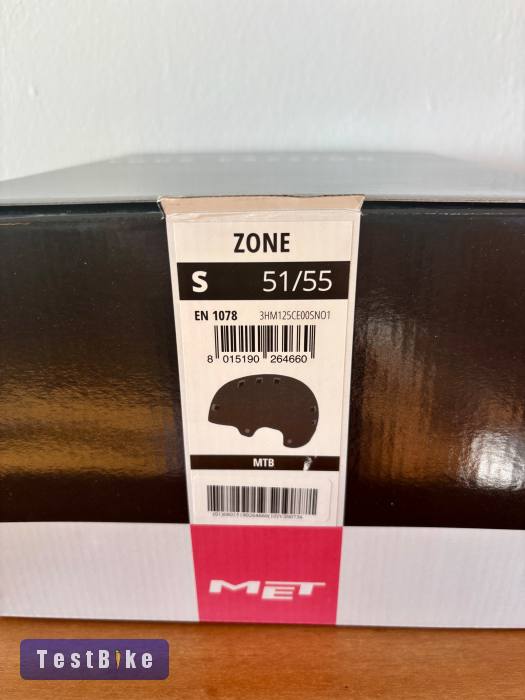 ZONE
S 51/55
EN 1078 3HM125CE00SNO1
8 015190 264660
MTB
MET
TestBike